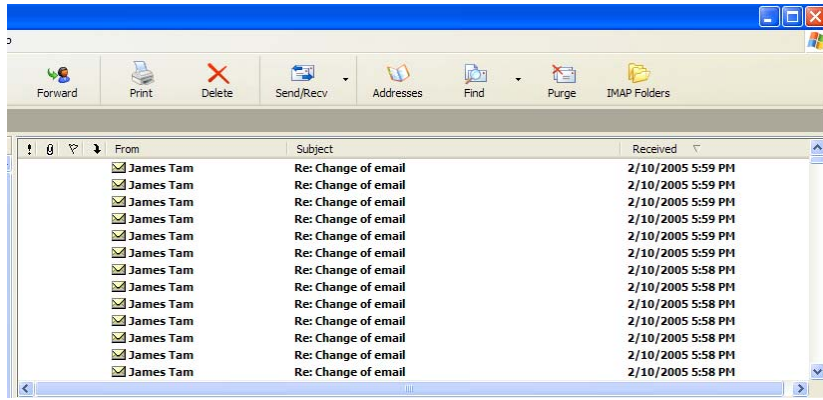 Forward Print Delete Send/Recv Addresses Find Purge IMAP Folders
! From Subject Received
James Tam Re: Change of email 2/10/2005 5:59 PM
James Tam Re: Change of email 2/10/2005 5:59 PM
James Tam Re: Change of email 2/10/2005 5:59 PM
James Tam Re: Change of email 2/10/2005 5:59 PM
James Tam Re: Change of email 2/10/2005 5:59 PM
James Tam Re: Change of email 2/10/2005 5:59 PM
James Tam Re: Change of email 2/10/2005 5:58 PM
James Tam Re: Change of email 2/10/2005 5:58 PM
James Tam Re: Change of email 2/10/2005 5:58 PM
James Tam Re: Change of email 2/10/2005 5:58 PM
James Tam Re: Change of email 2/10/2005 5:58 PM
James Tam Re: Change of email 2/10/2005 5:58 PM
James Tam Re: Change of email 2/10/2005 5:58 PM